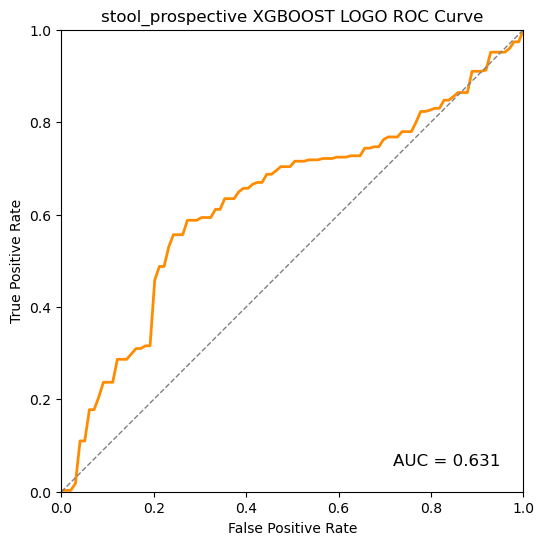 stool_prospective XGBOOST LOGO ROC Curve
1.0
0.8
0.6
0.4
0.2
0.0
True Positive Rate
AUC = 0.631
0.0 0.2 0.4 0.6 0.8 1.0
False Positive Rate